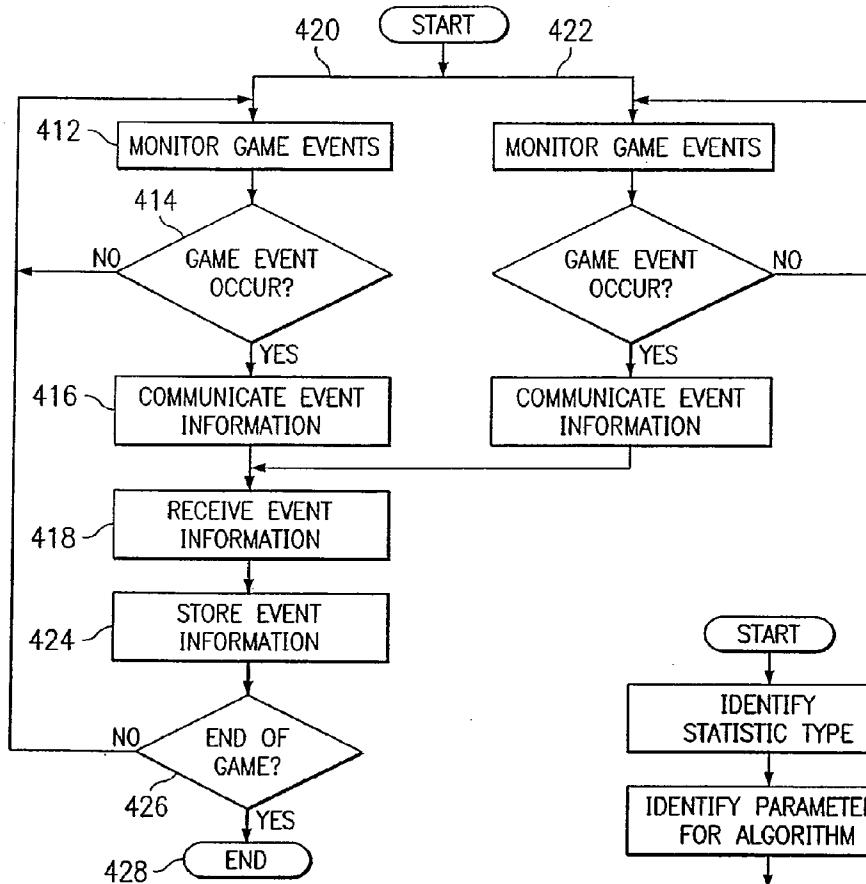 START
420
422
412
MONITOR GAME EVENTS
MONITOR GAME EVENTS
414
NO
GAME EVENT
OCCUR?
GAME EVENT
OCCUR?
NO
YES
YES
416
COMMUNICATE EVENT
INFORMATION
COMMUNICATE EVENT
INFORMATION
418
RECEIVE EVENT
INFORMATION
424
STORE EVENT
INFORMATION
NO
END OF
GAME?
426
YES
428
END
START
IDENTIFY
STATISTIC TYPE
IDENTIFY PARAMETE
FOR ALGORITHM